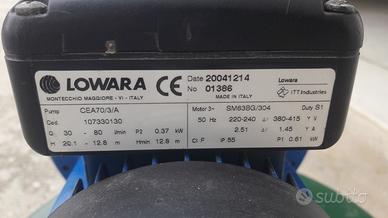 LOWARA
MONTECCHIO MAGGIORE - VI - ITALY
CE
Date 20041214
No 01386
MADE IN ITALY
Lowara
ITT Industries
Pump CEA70/3/A Motor 3~ SM63BG/304 Duty S1
Cod. 107330130 50 Hz 220-240 Δ 380-415 Y V
Q 30 - 80 l/min P2 0.37 kW 2.51 1.45 A
H 20.1 - 12.8 m Hmin 12.8 m Cl F IP 55 P1 0.61 kW
subito